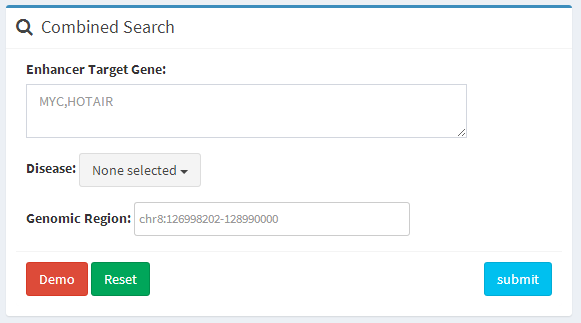 Combined Search
Enhancer Target Gene:
MYC,HOTAIR
Disease: None selected
Genomic Region: chr8:126998202-128990000
Demo Reset submit